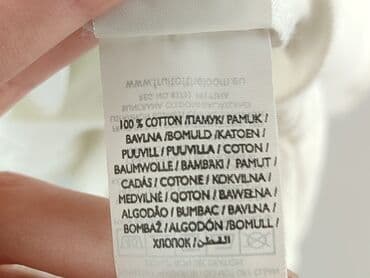 100 % COTTON /ПАМУК/ PAMUK /
BAVLNA /BOMULD /KATOEN /
PUUVILL / PUUVILLA / COTON /
BAUMWOLLE / BAMBAKI / PAMUT /
CADÁS / COTONE / KOKVILNA /
MEDVILNĖ / QOTON / BAWEŁNA /
ALGODÃO / BUMBAC / BAVLNA /
BOMBAŽ / ALGODÓN /BOMULL /
ХЛОПОК / القطن /